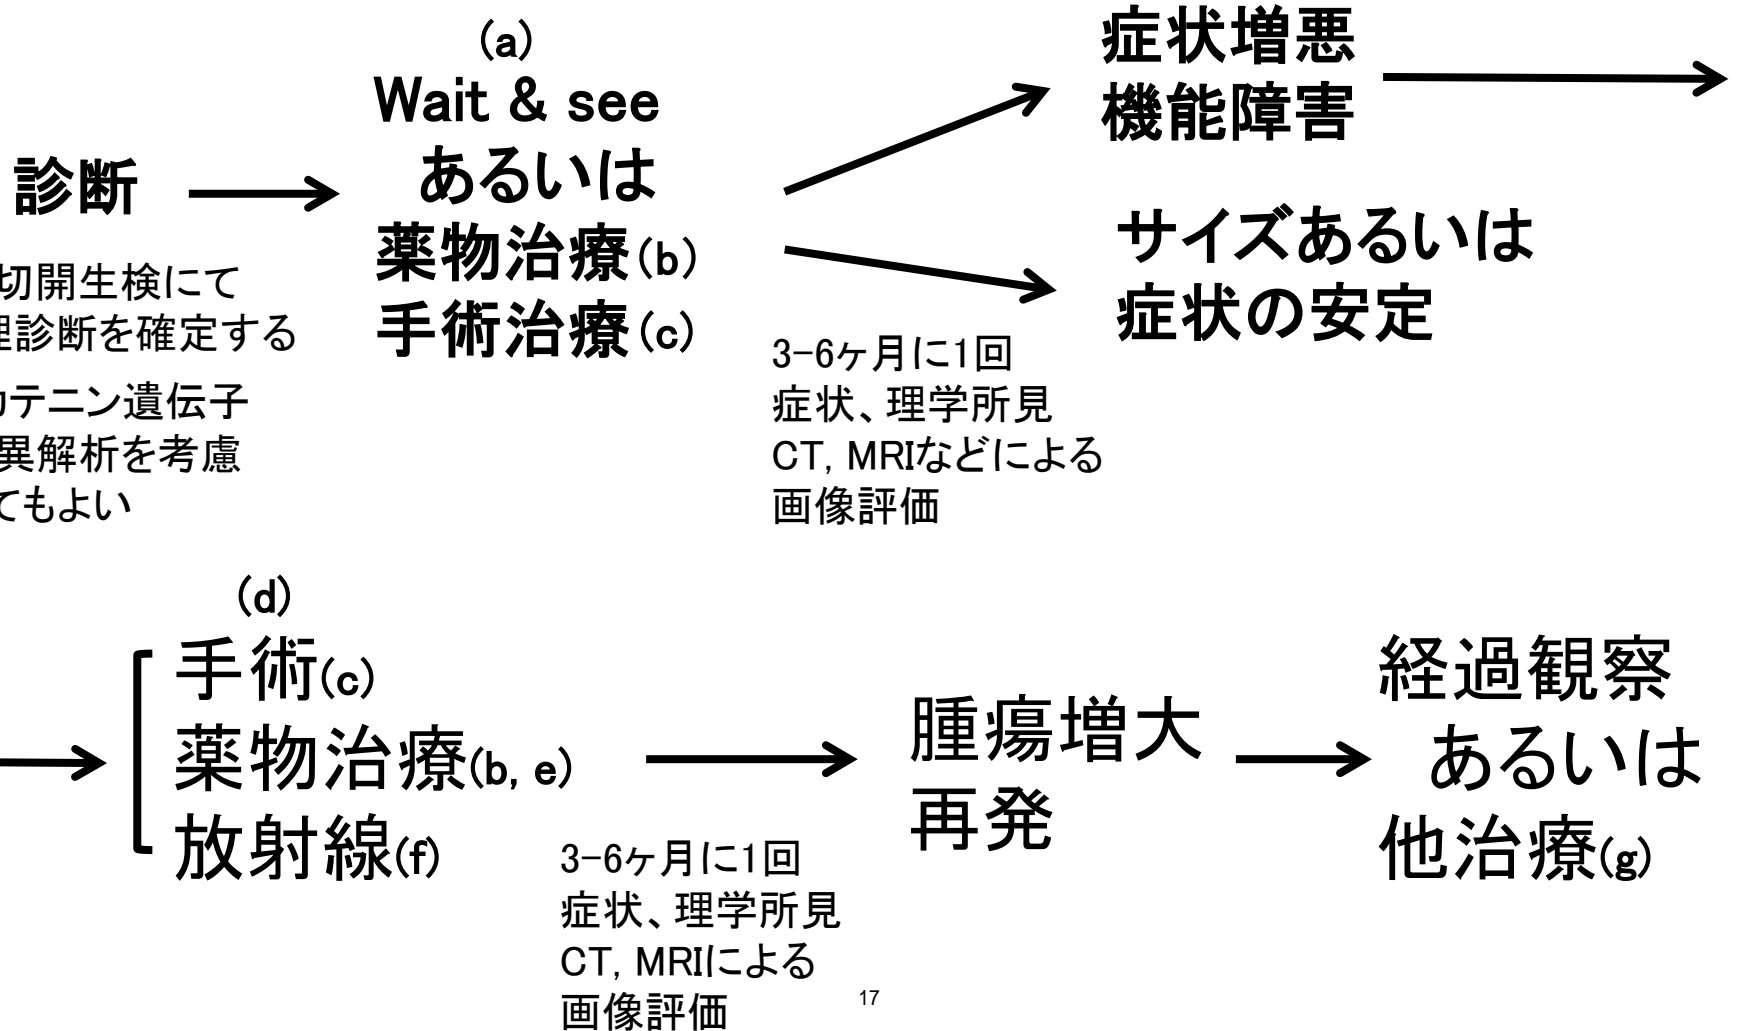 診断
切開生検にて
理診断を確定する
カテニン遺伝子
異解析を考慮
てもよい
(a)
Wait & see
あるいは
薬物治療(b)
手術治療(c)
3-6ヶ月に1回
症状、理学所見
CT, MRIなどによる
画像評価
症状増悪
機能障害
サイズあるいは
症状の安定
(d)
手術(c)
薬物治療(b, e)
放射線(f)
3-6ヶ月に1回
症状、理学所見
CT, MRIによる
画像評価
腫瘍増大
再発
経過観察
あるいは
他治療(g)
17